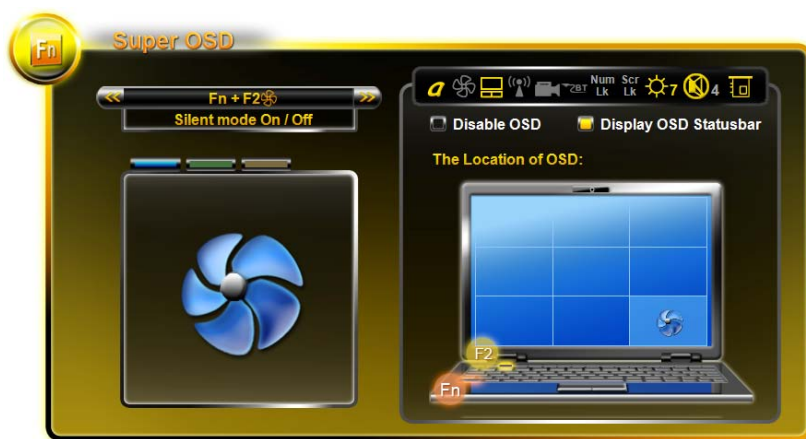 Fn
Super OSD
Fn + F2
Silent mode On / Off
a
Num Lk
Scr Lk
BT
7
4
Disable OSD
Display OSD Statusbar
The Location of OSD:
F2
Fn